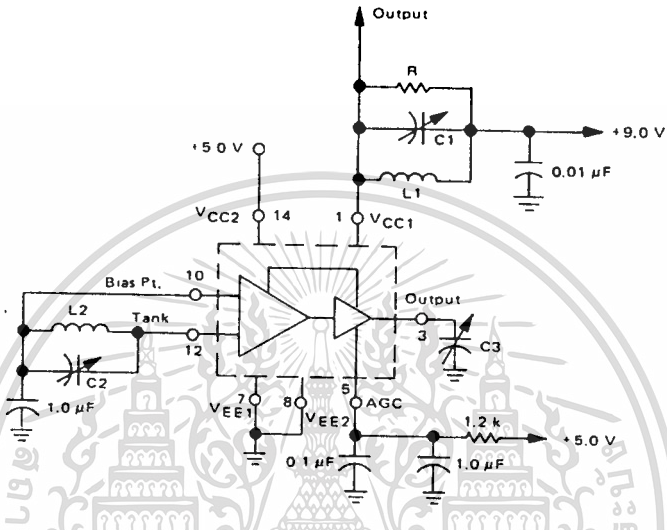 Output
R
C1
+9.0 V
0.01 µF
L1
+5.0 V
VCC2 14
1 VCC1
Bias Pt. 10
L2
Tank
12
C2
1.0 µF
Output
3
C3
7
VEE1
8 VEE2
5
AGC
0.1 µF
1.0 µF
1.2 k
+5.0 V